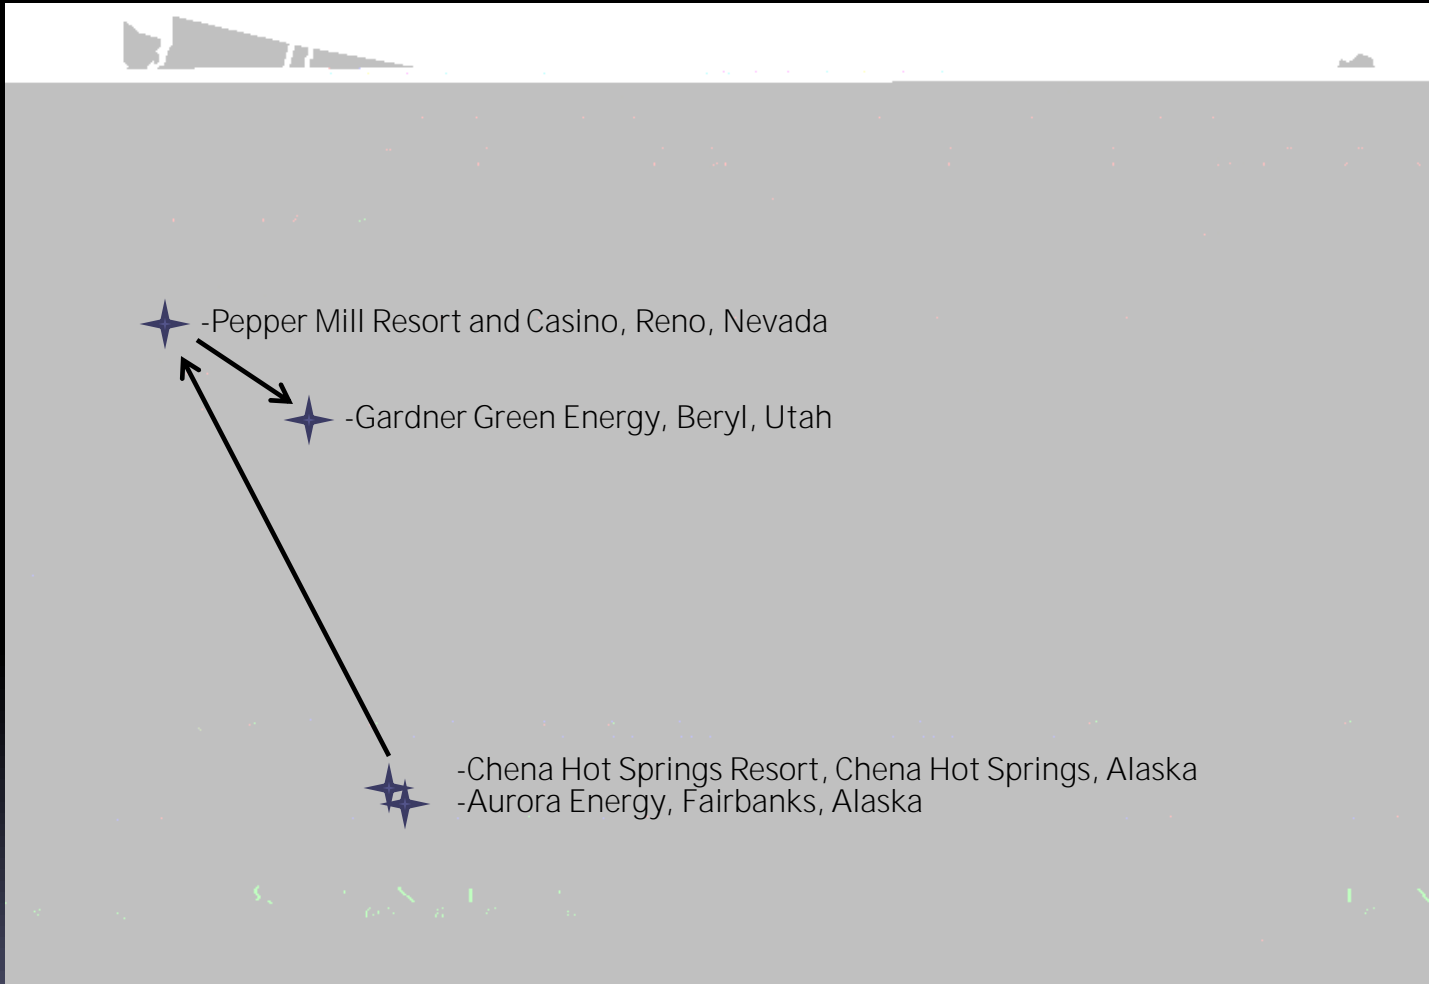 -Pepper Mill Resort and Casino, Reno, Nevada
-Gardner Green Energy, Beryl, Utah
-Chena Hot Springs Resort, Chena Hot Springs, Alaska
-Aurora Energy, Fairbanks, Alaska